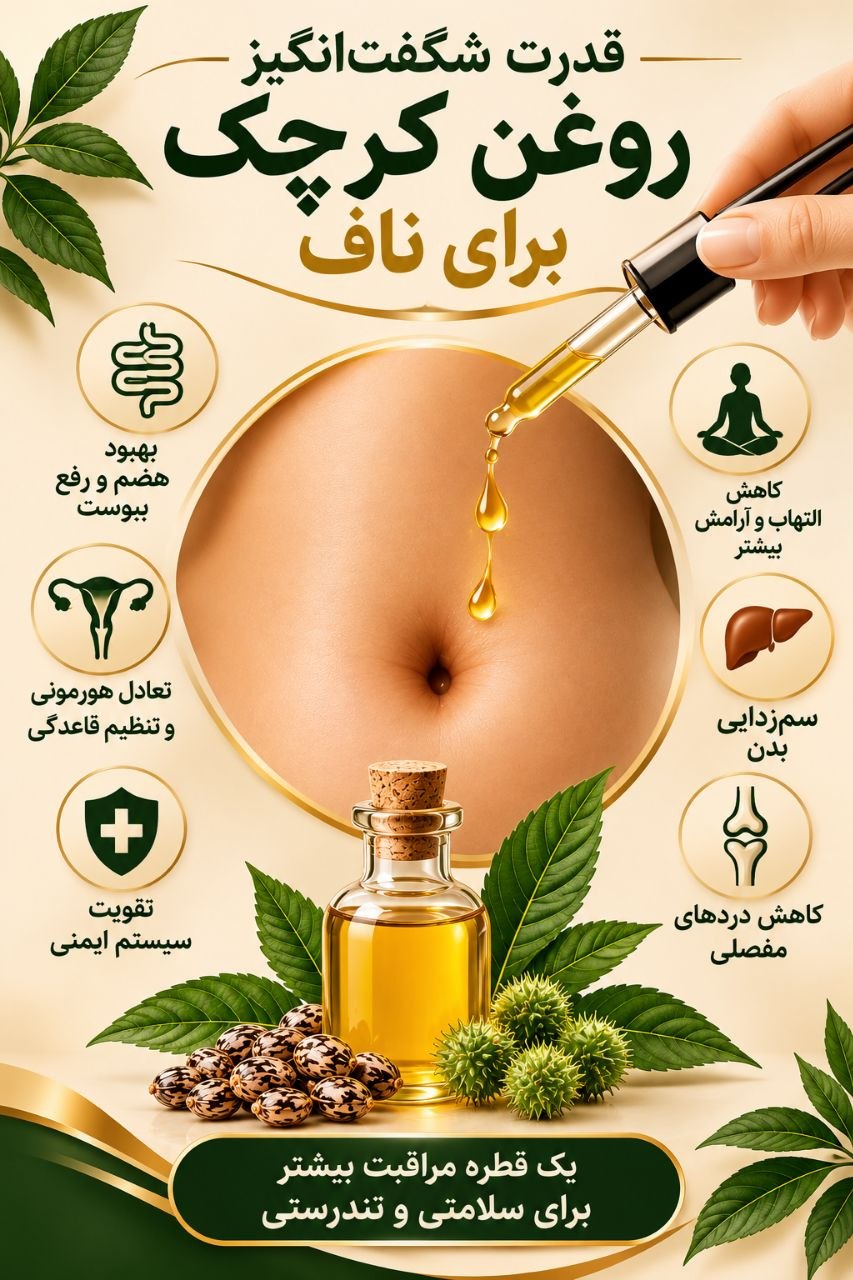 قدرت شگفت‌انگیز
روغن کرچک
برای ناف
کاهش
التهاب و آرامش
بیشتر
سم‌زدایی
بدن
کاهش دردهای
مفصلی
بهبود
هضم و رفع
یبوست
تعادل هورمونی
و تنظیم قاعدگی
تقویت
سیستم ایمنی
یک قطره مراقبت بیشتر
برای سلامتی و تندرستی